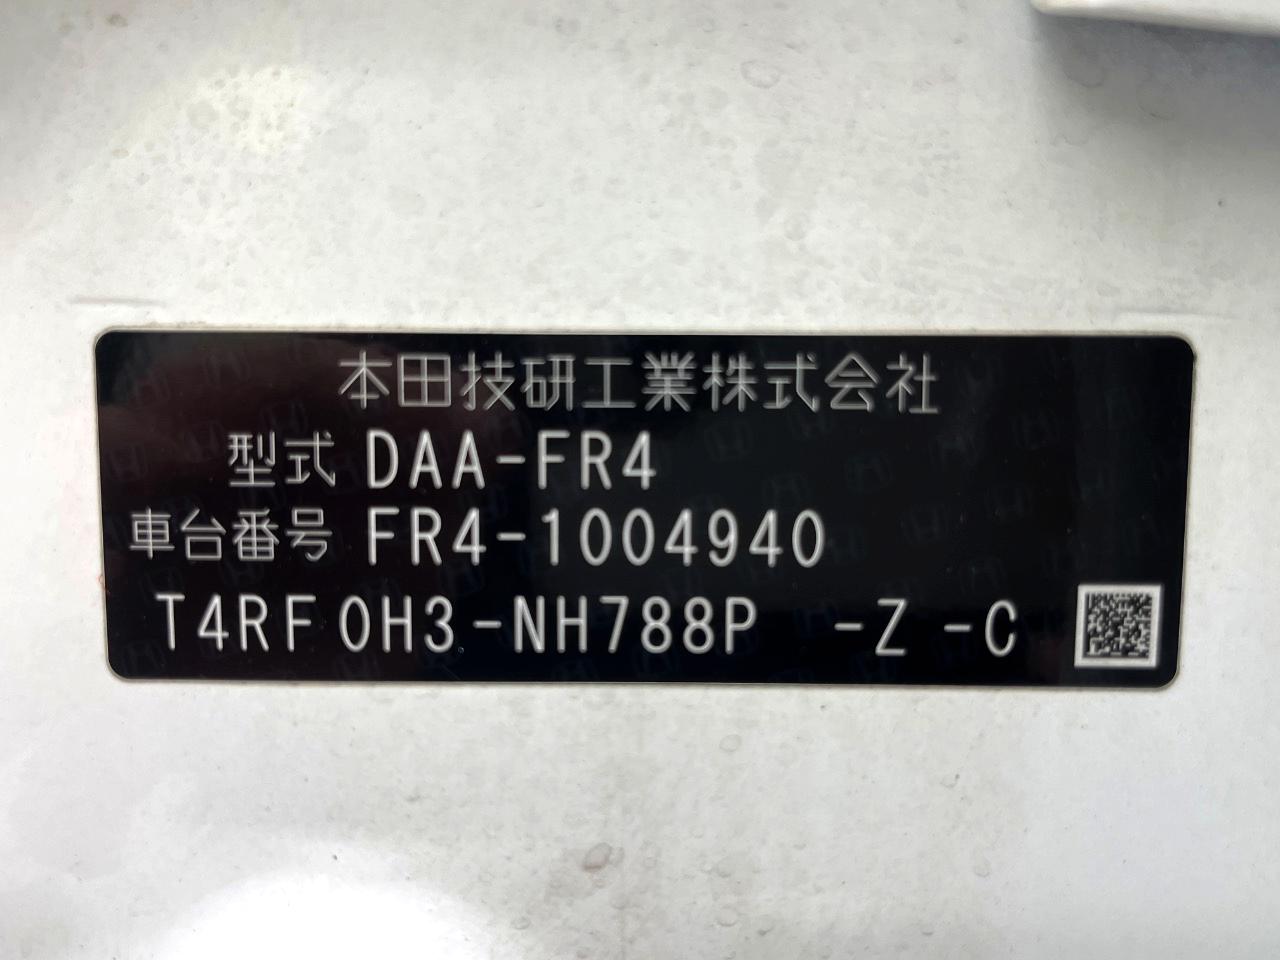 本田技研工業株式会社
型式 DAA-FR4
車台番号 FR4-1004940
T4RF0H3-NH788P -Z -C